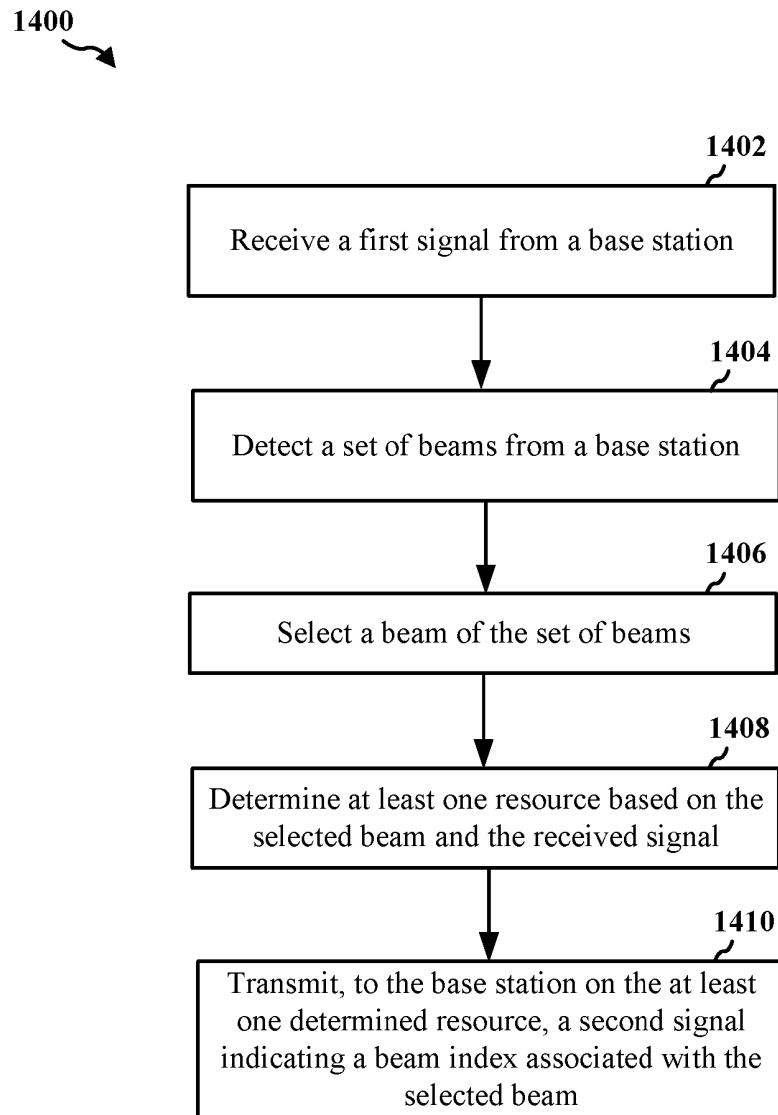 1400
1402
Receive a first signal from a base station
1404
Detect a set of beams from a base station
1406
Select a beam of the set of beams
1408
Determine at least one resource based on the
selected beam and the received signal
1410
Transmit, to the base station on the at least
one determined resource, a second signal
indicating a beam index associated with the
selected beam